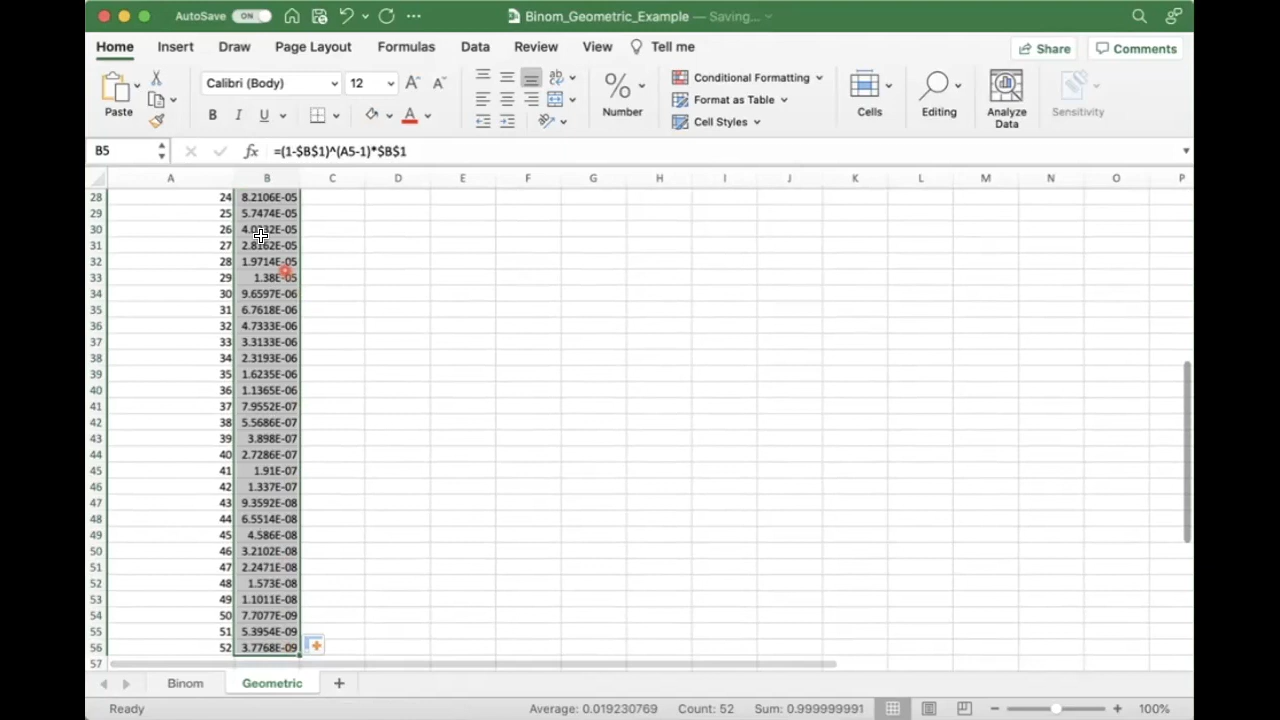 AutoSave ON ... Binom_Geometric_Example — Saving...
Home Insert Draw Page Layout Formulas Data Review View Tell me Share Comments
Paste Calibri (Body) 12 A A B I U A ab Number % Conditional Formatting Format as Table Cell Styles Cells Editing Analyze Data Sensitivity
B5 fx =(1-$B$1)^(A5-1)*$B$1
A B C D E F G H I J K L M N O P
28 24 8.2106E-05
29 25 5.7474E-05
30 26
31 27 2.8162E-05
32 28 1.9714E-05
33 29 1.38E-05
34 30 9.6597E-06
35 31 6.7618E-06
36 32 4.7333E-06
37 33 3.3133E-06
38 34 2.3193E-06
39 35 1.6235E-06
40 36 1.1365E-06
41 37 7.9552E-07
42 38 5.5686E-07
43 39 3.898E-07
44 40 2.7286E-07
45 41 1.91E-07
46 42 1.337E-07
47 43 9.3592E-08
48 44 6.5514E-08
49 45 4.586E-08
50 46 3.2102E-08
51 47 2.2471E-08
52 48 1.573E-08
53 49 1.1011E-08
54 50 7.7077E-09
55 51 5.3954E-09
56 52 3.7768E-09
57
Binom Geometric +
Ready Average: 0.019230769 Count: 52 Sum: 0.999999991 100%